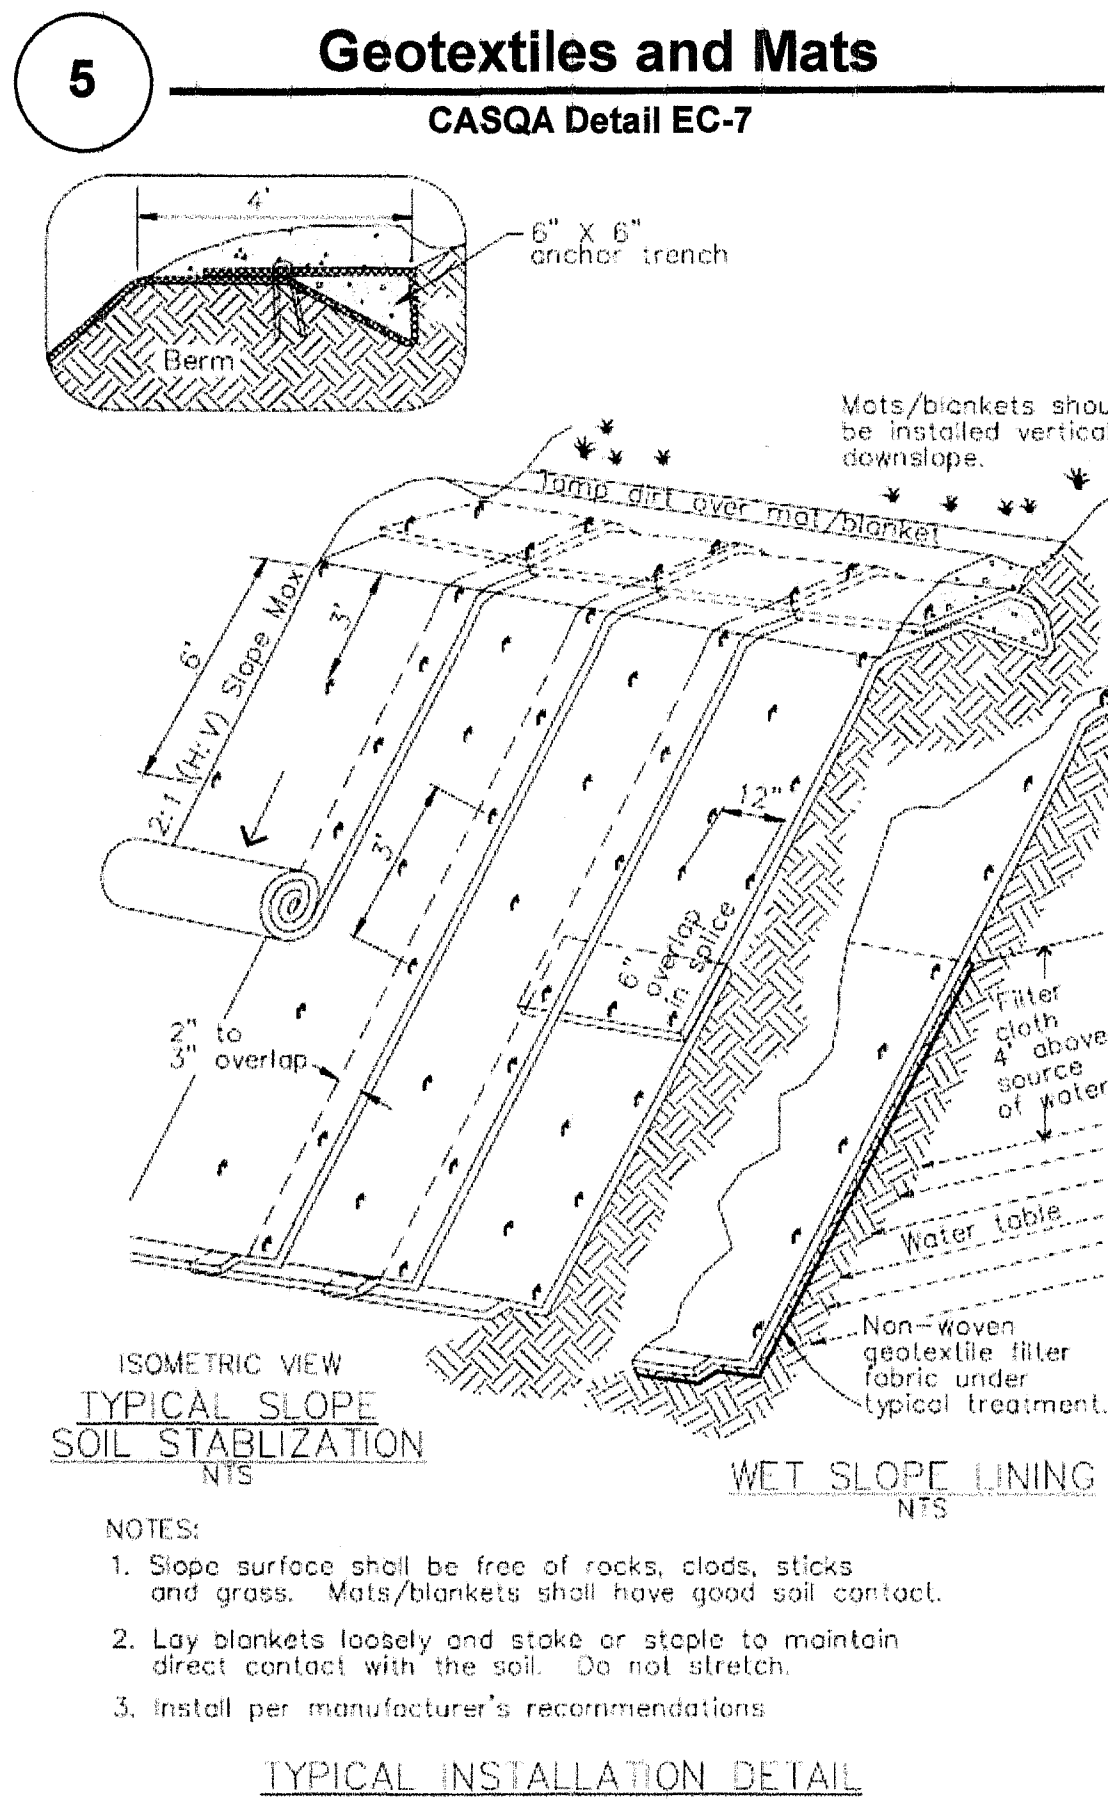 5
Geotextiles and Mats
CASQA Detail EC-7
4'
6" X 6"
anchor trench
Berm
Mats/blankets shou
be installed vertical
downslope.
Tamp dirt over mat/blanket
6'
3'
2:1 (H:V) Slope Max
12"
3'
6"
overlap
in splice
2" to
3" overlap
Filter
cloth
4' above
source
of water
Water table
Non-woven
geotextile filter
fabric under
typical treatment.
ISOMETRIC VIEW
TYPICAL SLOPE
SOIL STABLIZATION
NTS
WET SLOPE LINING
NTS
NOTES:
1. Slope surface shall be free of rocks, clods, sticks
and grass. Mats/blankets shall have good soil contact.
2. Lay blankets loosely and stake or staple to maintain
direct contact with the soil. Do not stretch.
3. Install per manufacturer's recommendations
TYPICAL INSTALLATION DETAIL